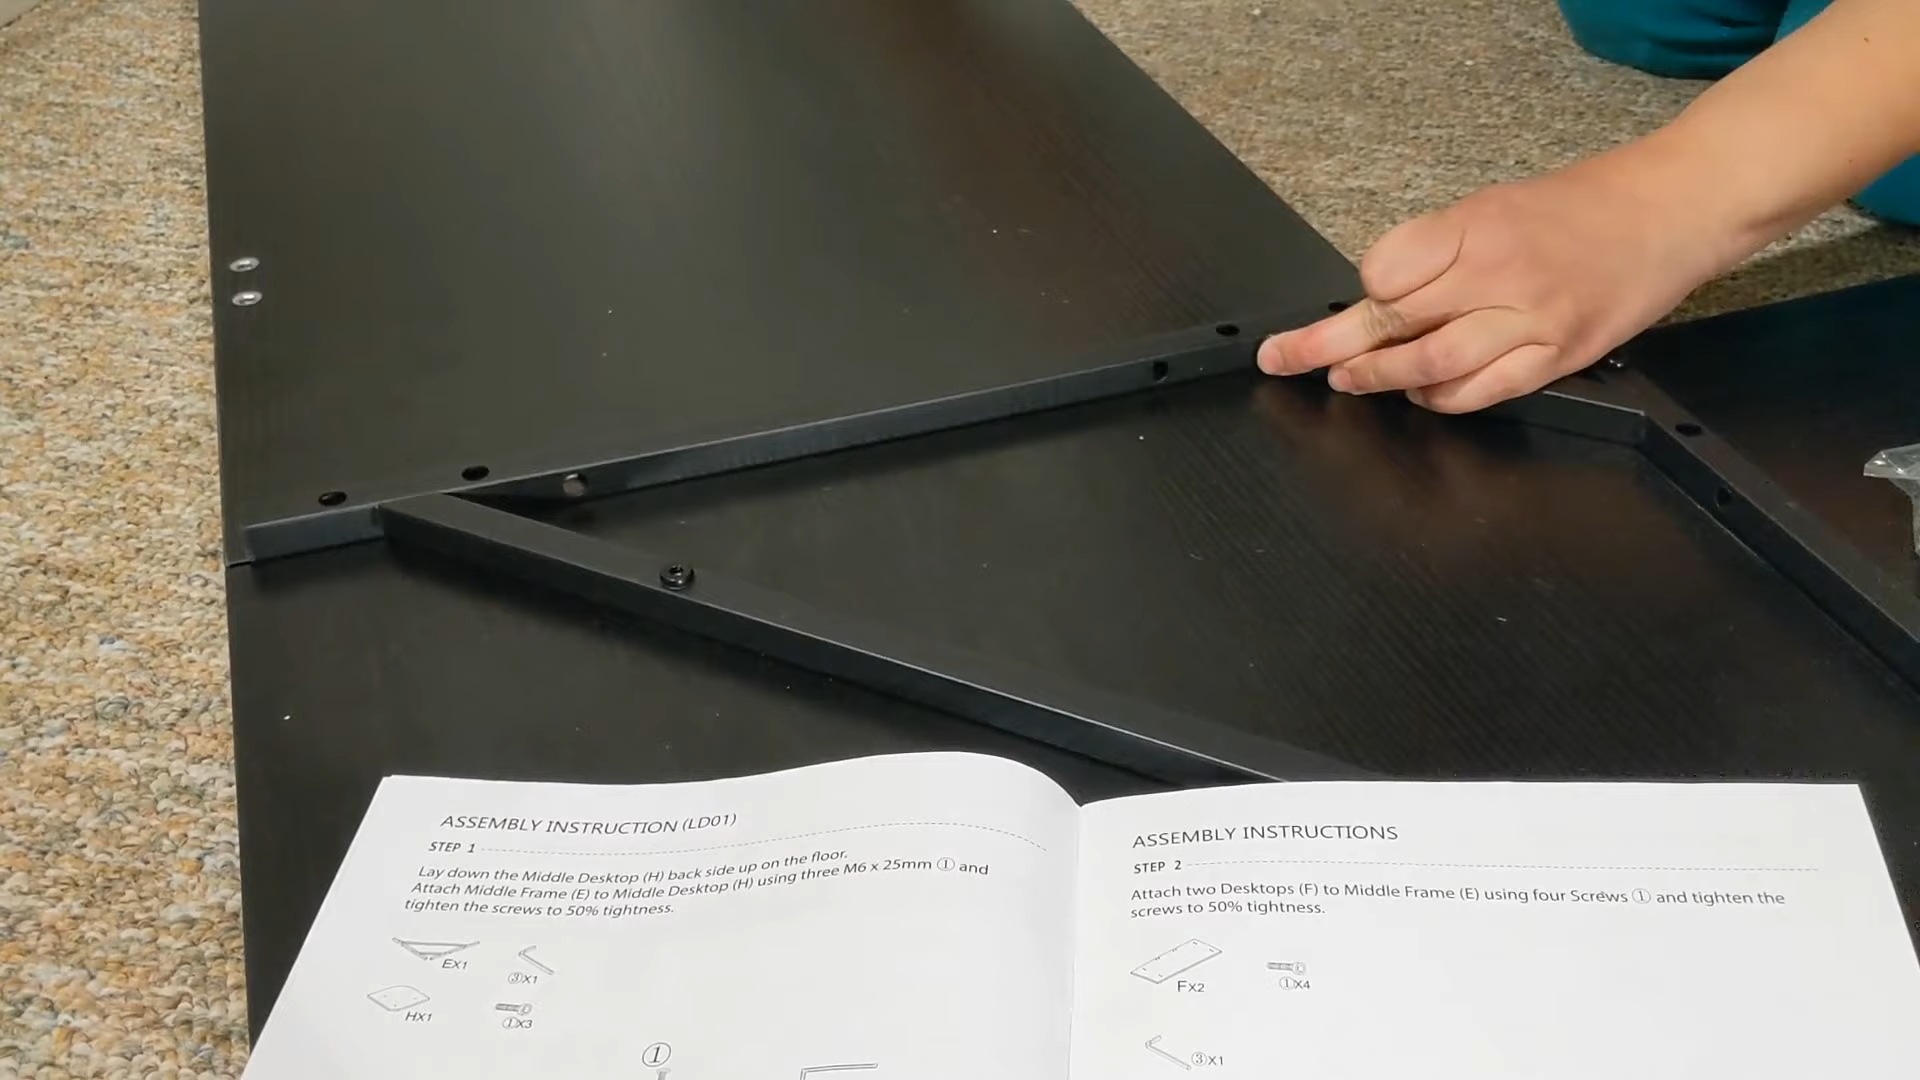 ASSEMBLY INSTRUCTION (LD01)
STEP 1
Lay down the Middle Desktop (H) back side up on the floor.
Attach Middle Frame (E) to Middle Desktop (H) using three M6 x 25mm ① and
tighten the screws to 50% tightness.
EX1
③X1
HX1
①X3
①
ASSEMBLY INSTRUCTIONS
STEP 2
Attach two Desktops (F) to Middle Frame (E) using four Screws ① and tighten the
screws to 50% tightness.
FX2
①X4
③X1